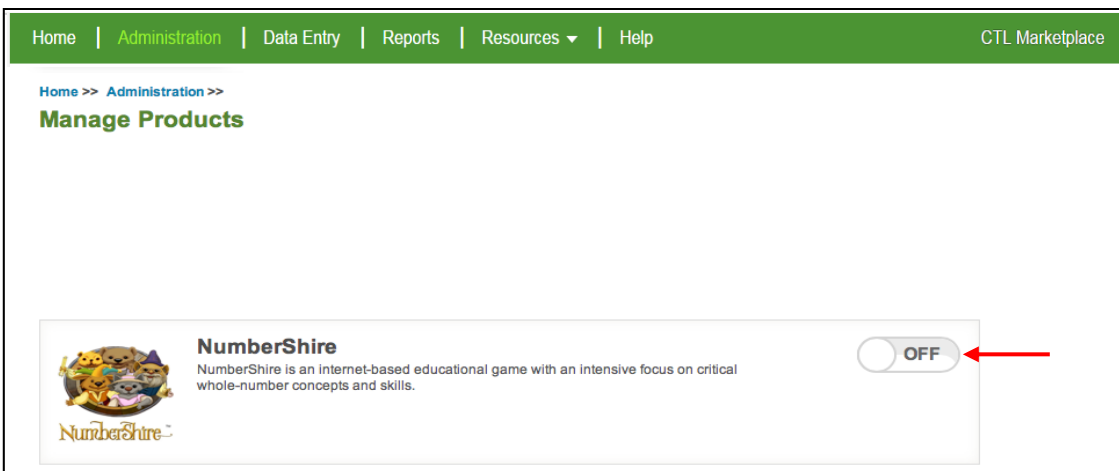 Home | Administration | Data Entry | Reports | Resources | Help CTL Marketplace
Home >> Administration >>
Manage Products
NumberShire
OFF
NumberShire is an internet-based educational game with an intensive focus on critical
whole-number concepts and skills.
NumberShire™